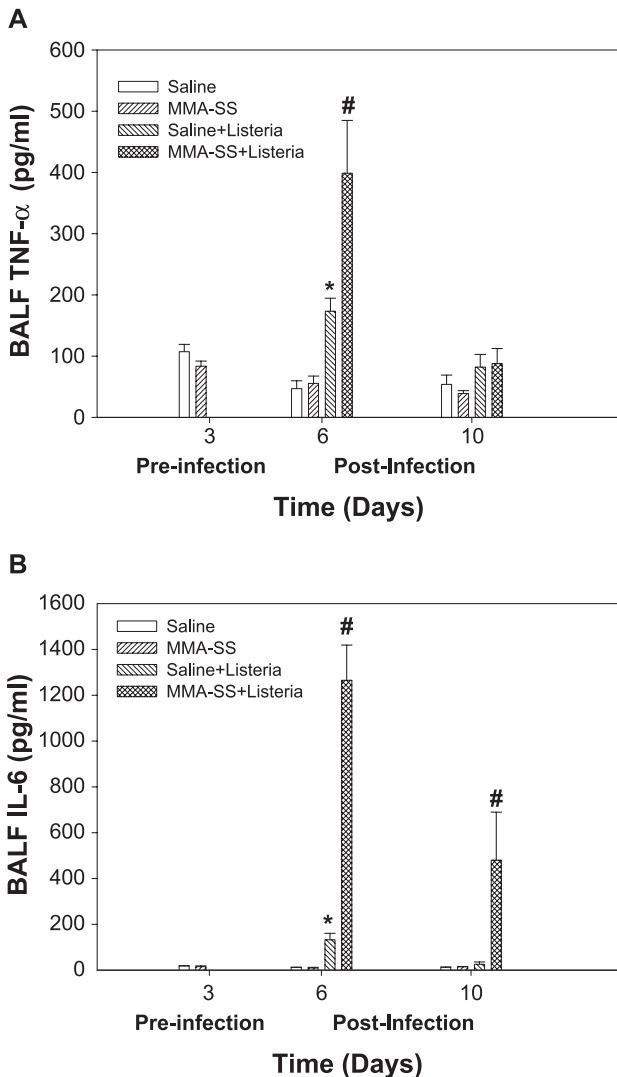 A
BALF TNF-α (pg/ml)
600
500
400
300
200
100
0
Saline
MMA-SS
Saline+Listeria
MMA-SS+Listeria
*
#
3 6 10
Pre-infection Post-Infection
Time (Days)
B
BALF IL-6 (pg/ml)
1600
1400
1200
1000
800
600
400
200
0
Saline
MMA-SS
Saline+Listeria
MMA-SS+Listeria
*
#
#
3 6 10
Pre-infection Post-Infection
Time (Days)